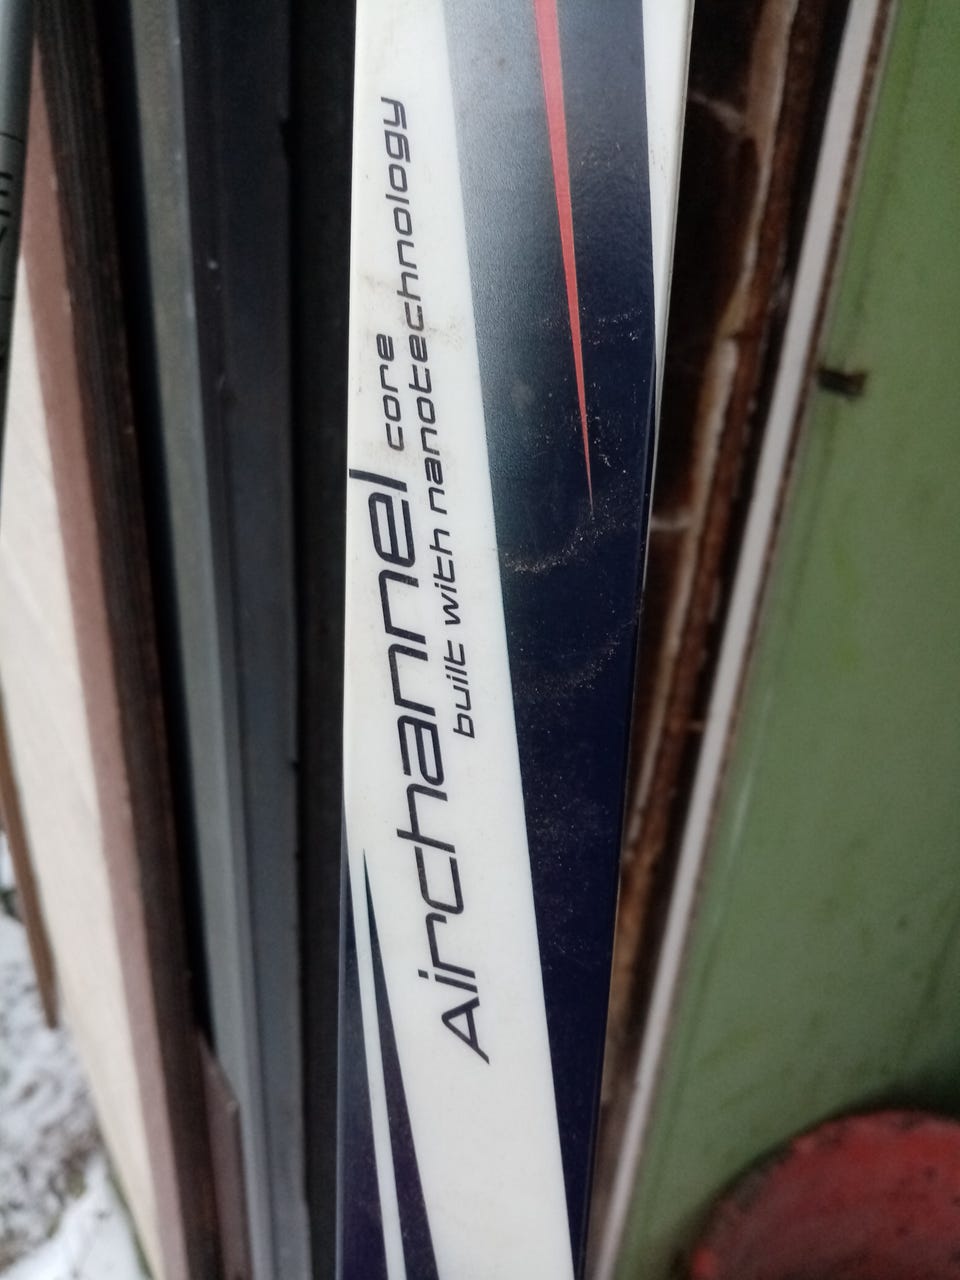 Airchannel core
built with nanotechnology